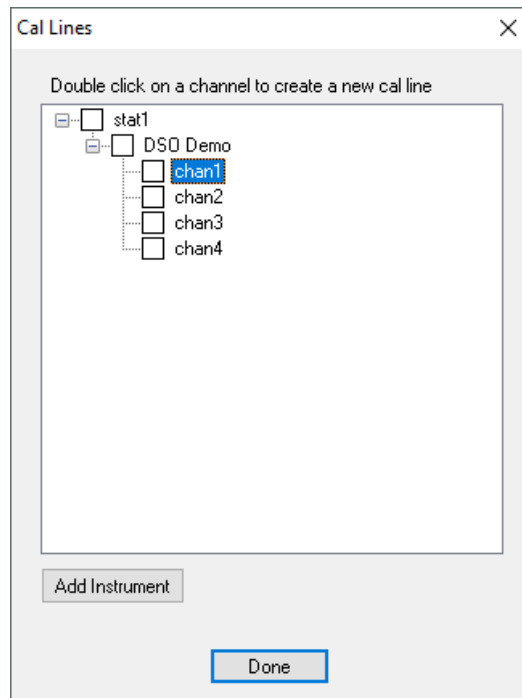 Cal Lines
Double click on a channel to create a new cal line
stat1
DSO Demo
chan1
chan2
chan3
chan4
Add Instrument
Done